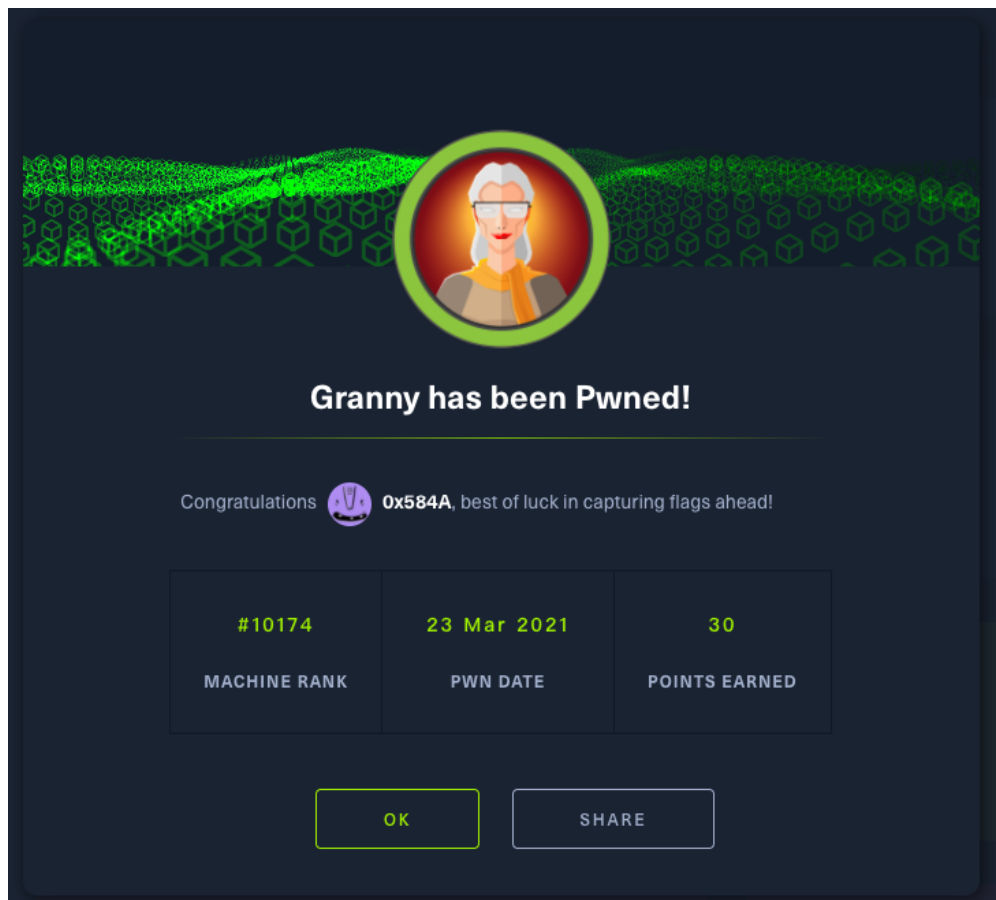 Granny has been Pwned!
Congratulations 0x584A, best of luck in capturing flags ahead!
#10174 23 Mar 2021 30
MACHINE RANK PWN DATE POINTS EARNED
OK SHARE